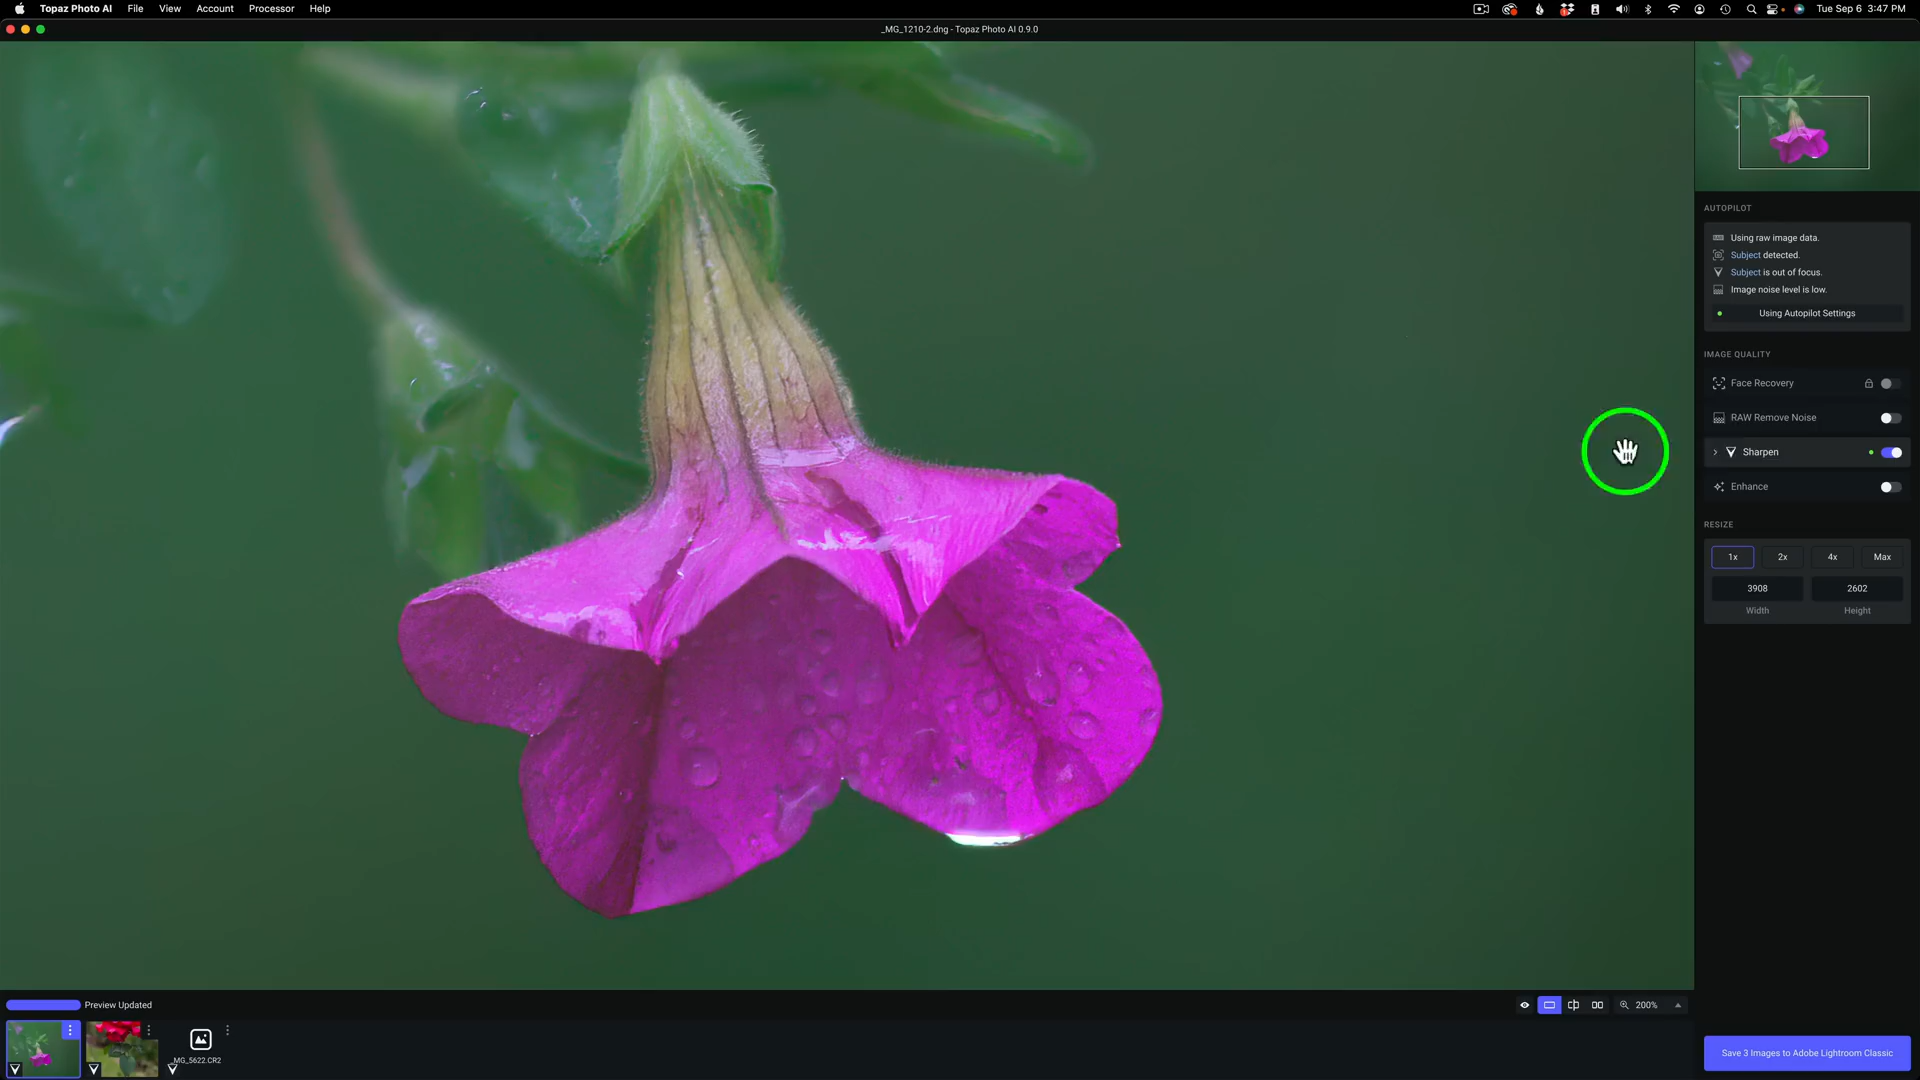 Topaz Photo AI File View Account Processor Help Tue Sep 6 3:47 PM
_MG_1210-2.dng - Topaz Photo AI 0.9.0
AUTOPILOT
Using raw image data.
Subject detected.
Subject is out of focus.
Image noise level is low.
Using Autopilot Settings
IMAGE QUALITY
Face Recovery
RAW Remove Noise
Sharpen
Enhance
RESIZE
1x 2x 4x Max
3908 2602
Width Height
Preview Updated 200%
_MG_5622.CR2
Save 3 Images to Adobe Lightroom Classic